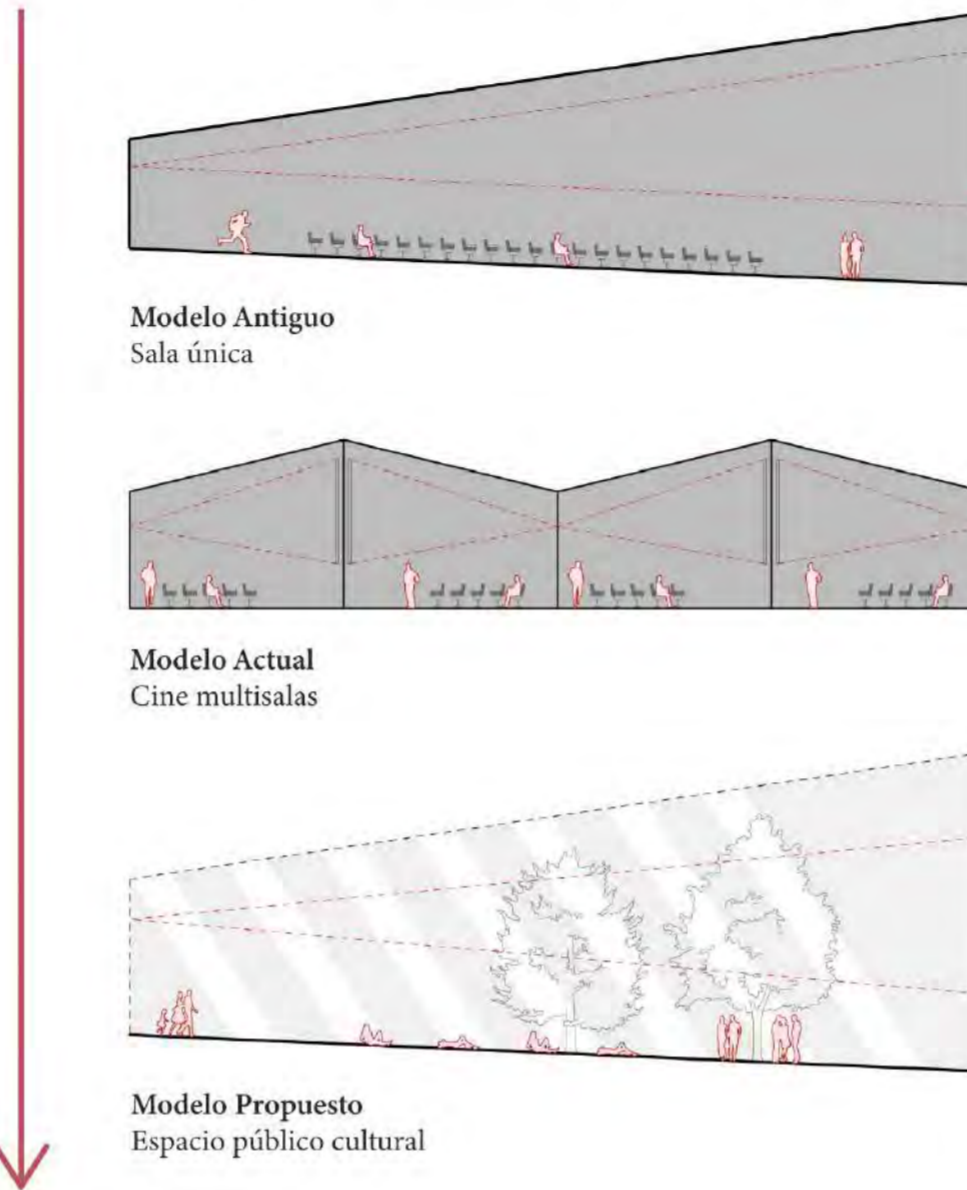 Modelo Antiguo
Sala única
Modelo Actual
Cine multisalas
Modelo Propuesto
Espacio público cultural